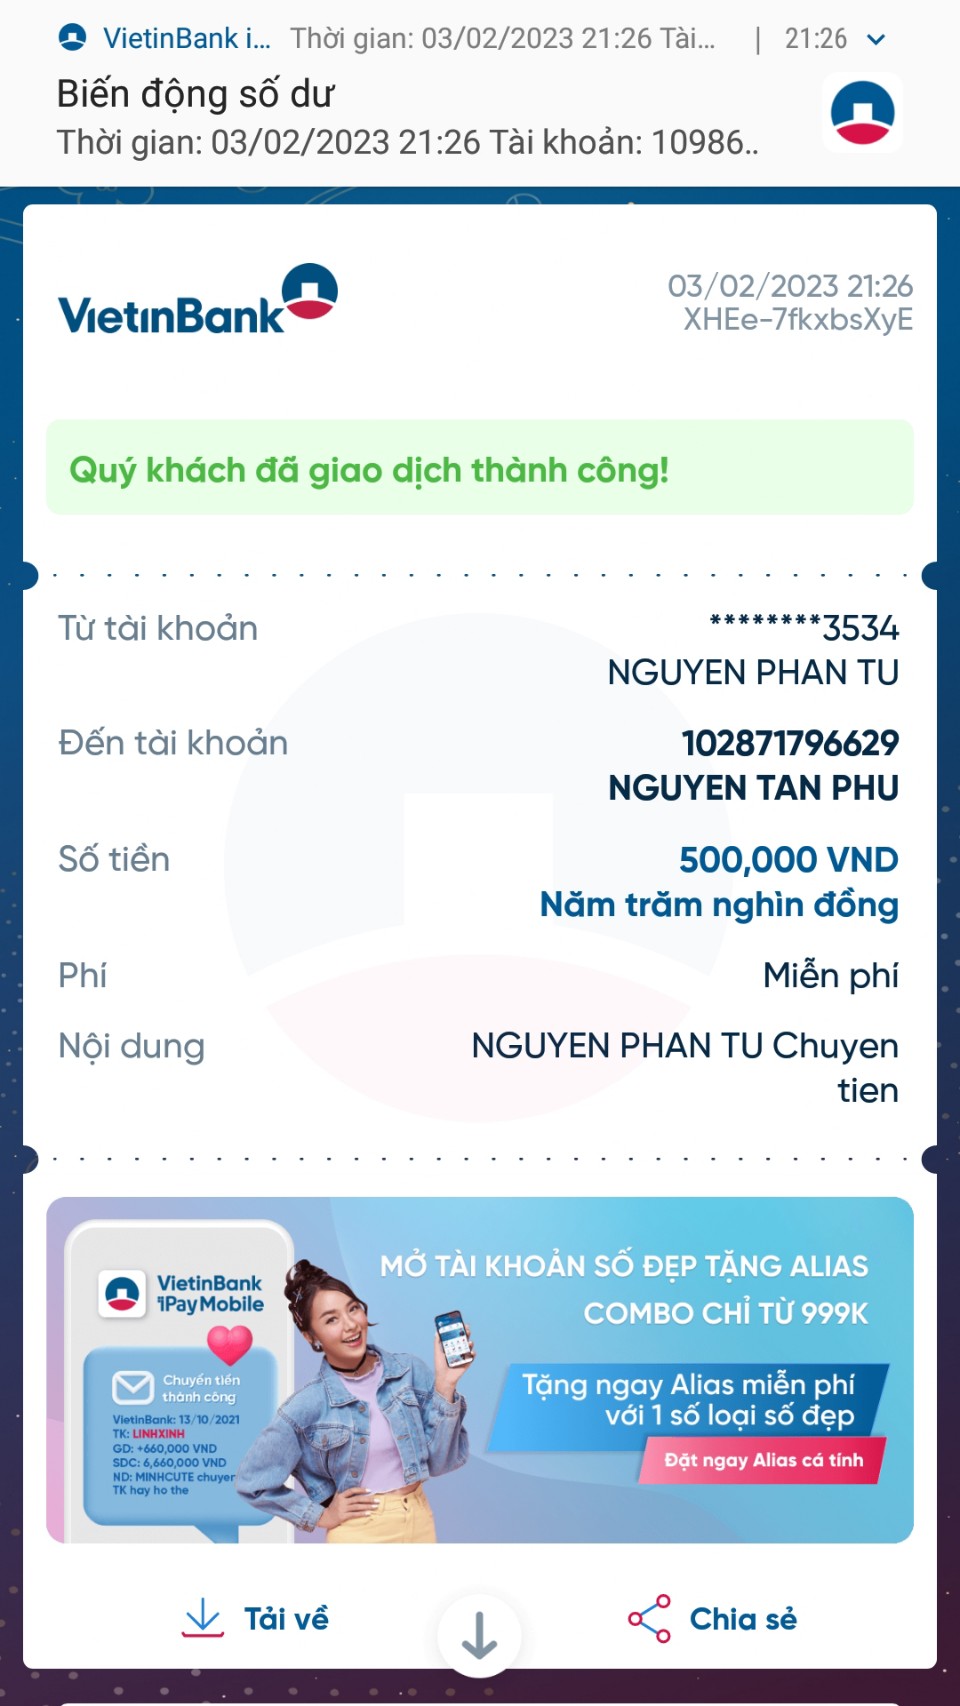 VietinBank i... Thời gian: 03/02/2023 21:26 Tài... | 21:26
Biến động số dư
Thời gian: 03/02/2023 21:26 Tài khoản: 10986..
VietinBank
03/02/2023 21:26
XHEe-7fkxbsXyE
Quý khách đã giao dịch thành công!
Từ tài khoản ********3534
NGUYEN PHAN TU
Đến tài khoản 102871796629
NGUYEN TAN PHU
Số tiền 500,000 VND
Năm trăm nghìn đồng
Phí Miễn phí
Nội dung NGUYEN PHAN TU Chuyen
tien
VietinBank
iPay Mobile
Chuyển tiền
thành công
VietinBank: 13/10/2021
TK: LINHXINH
GD: +660,000 VND
SDC: 6,660,000 VND
ND: MINHCUTE chuyen
TK hay ho the
MỞ TÀI KHOẢN SỐ ĐẸP TẶNG ALIAS
COMBO CHỈ TỪ 999K
Tặng ngay Alias miễn phí
với 1 số loại số đẹp
Đặt ngay Alias cá tính
Tải về
Chia sẻ